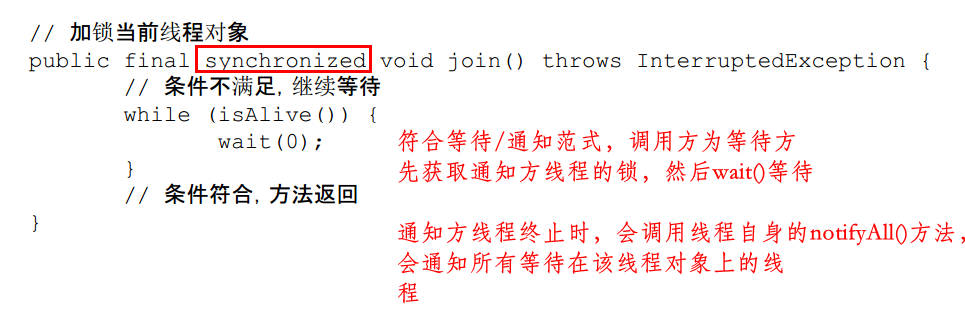 // 加锁当前线程对象
public final synchronized void join() throws InterruptedException {
// 条件不满足, 继续等待
while (isAlive()) {
wait(0);
}
// 条件符合, 方法返回
}
符合等待/通知范式，调用方为等待方
先获取通知方线程的锁，然后wait()等待
通知方线程终止时，会调用线程自身的notifyAll()方法，
会通知所有等待在该线程对象上的线
程